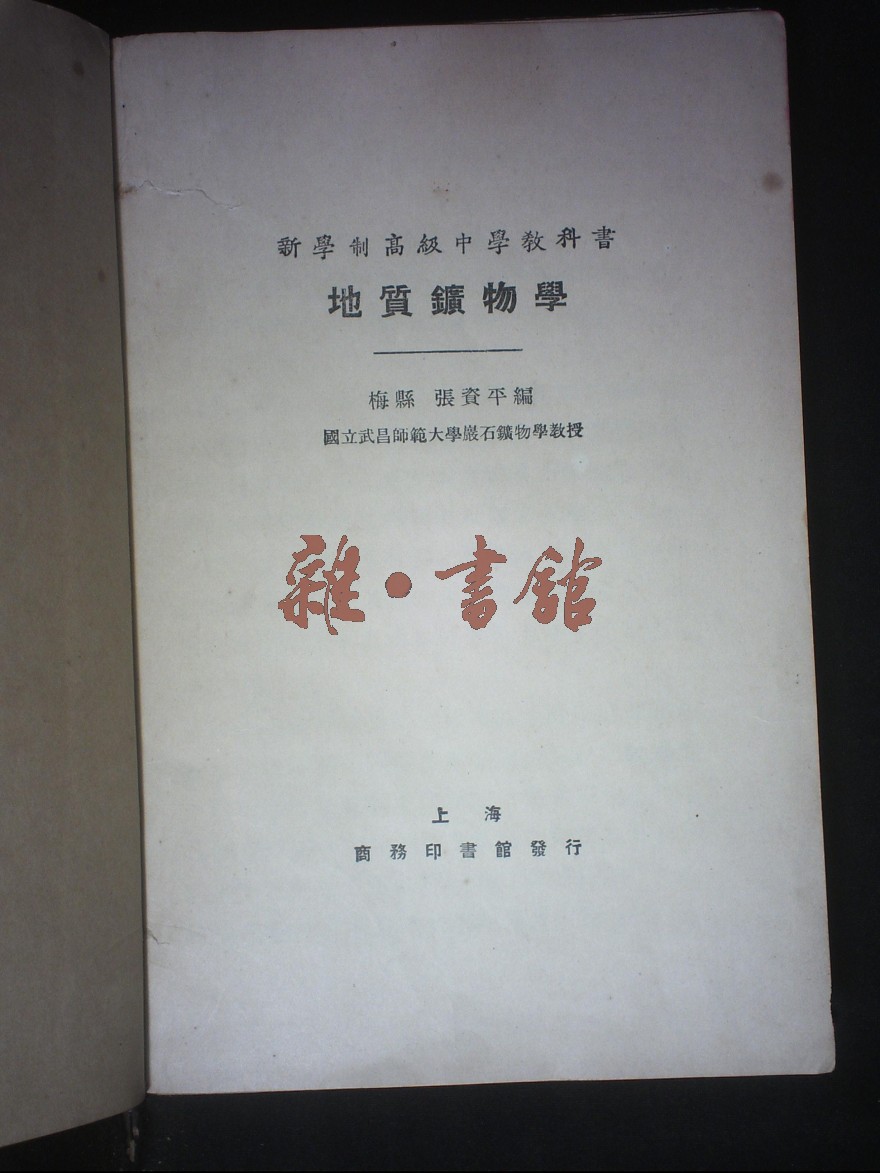 新學制高級中學教科書
地質鑛物學
梅縣 張資平編
國立武昌師範大學巖石鑛物學教授
雜·書館
上海
商務印書館發行